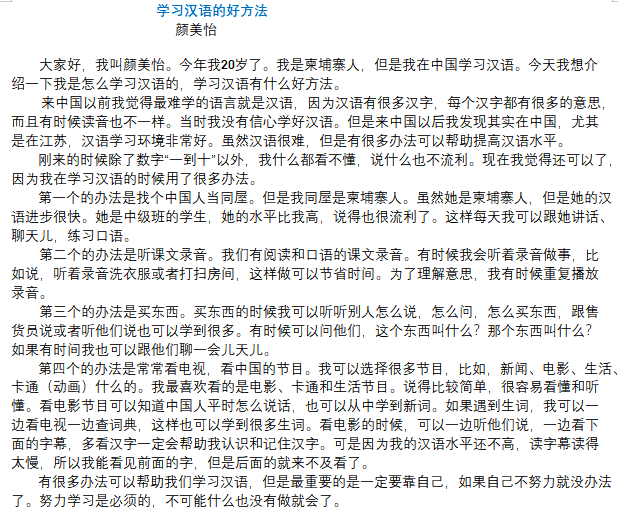 学习汉语的好方法
颜美怡
大家好，我叫颜美怡。今年我20岁了。我是柬埔寨人，但是我在中国学习汉语。今天我想介
绍一下我是怎么学习汉语的，学习汉语有什么好方法。
来中国以前我觉得最难学的语言就是汉语，因为汉语有很多汉字，每个汉字都有很多的意思，
而且有时候读音也不一样。当时我没有信心学好汉语。但是来中国以后我发现其实在中国，尤其
是在江苏，汉语学习环境非常好。虽然汉语很难，但是有很多办法可以帮助提高汉语水平。
刚来的时候除了数字“一到十”以外，我什么都看不懂，说什么也不流利。现在我觉得还可以了，
因为我在学习汉语的时候用了很多办法。
第一个的办法是找个中国人当同屋。但是我同屋是柬埔寨人。虽然她是柬埔寨人，但是她的汉
语进步很快。她是中级班的学生，她的水平比我高，说得也很流利了。这样每天我可以跟她讲话、
聊天儿，练习口语。
第二个的办法是听课文录音。我们有阅读和口语的课文录音。有时候我会听着录音做事，比
如说，听着录音洗衣服或者打扫房间，这样做可以节省时间。为了理解意思，我有时候重复播放
录音。
第三个的办法是买东西。买东西的时候我可以听听别人怎么说，怎么问，怎么买东西，跟售
货员说或者听他们说也可以学到很多。有时候可以问他们，这个东西叫什么？那个东西叫什么？
如果有时间我也可以跟他们聊一会儿天儿。
第四个的办法是常常看电视，看中国的节目。我可以选择很多节目，比如，新闻、电影、生活、
卡通（动画）什么的。我最喜欢看的是电影、卡通和生活节目。说得比较简单，很容易看懂和听
懂。看电影节目可以知道中国人平时怎么说话，也可以从中学到新词。如果遇到生词，我可以一
边看电视一边查词典，这样也可以学到很多生词。看电影的时候，可以一边听他们说，一边看下
面的字幕，多看汉字一定会帮助我认识和记住汉字。可是因为我的汉语水平还不高，读字幕读得
太慢，所以我能看见前面的字，但是后面的就来不及看了。
有很多办法可以帮助我们学习汉语，但是最重要的是一定要靠自己，如果自己不努力就没办法
了。努力学习是必须的，不可能什么也没有做就会了。